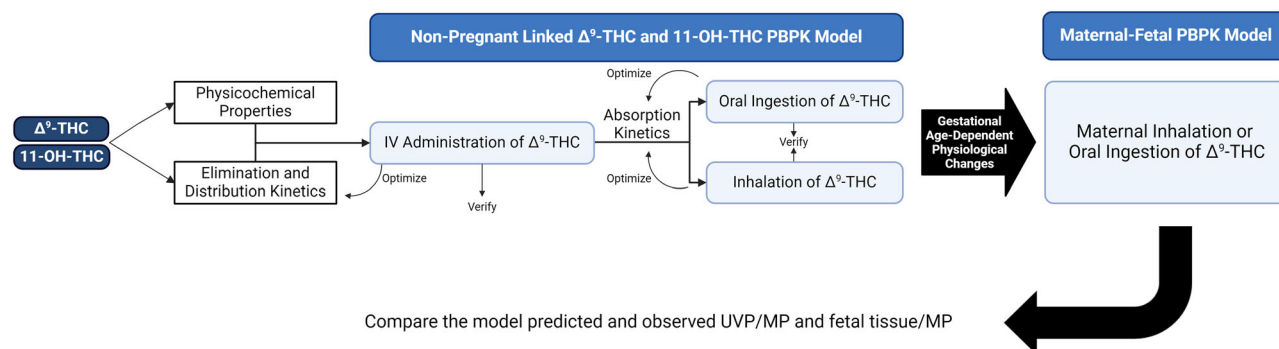 Non-Pregnant Linked Δ⁹-THC and 11-OH-THC PBPK Model
Maternal-Fetal PBPK Model
Δ⁹-THC
11-OH-THC
Physicochemical
Properties
Elimination and
Distribution Kinetics
IV Administration of Δ⁹-THC
Optimize
Verify
Absorption
Kinetics
Optimize
Optimize
Oral Ingestion of Δ⁹-THC
Verify
Inhalation of Δ⁹-THC
Gestational
Age-Dependent
Physiological
Changes
Maternal Inhalation or
Oral Ingestion of Δ⁹-THC
Compare the model predicted and observed UVP/MP and fetal tissue/MP